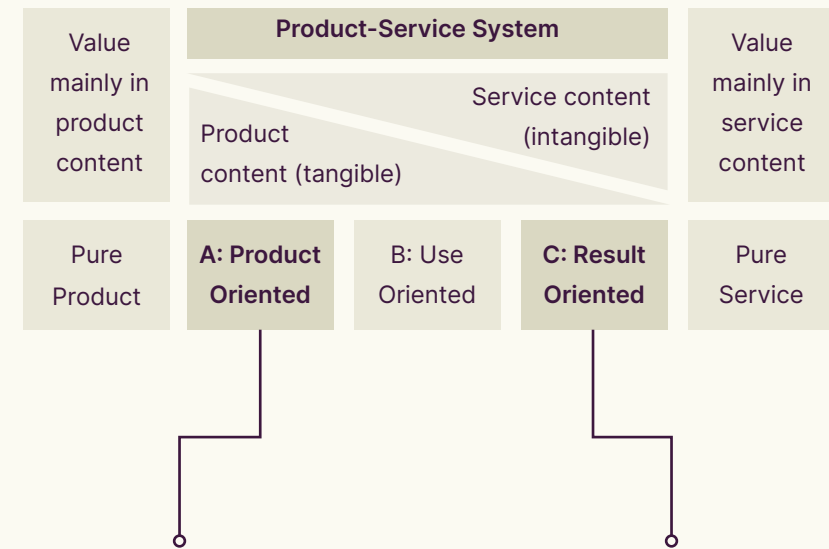 Value
mainly in
product
content
Product-Service System
Service content
(intangible)
Product
content (tangible)
Value
mainly in
service
content
Pure
Product
A: Product
Oriented
B: Use
Oriented
C: Result
Oriented
Pure
Service